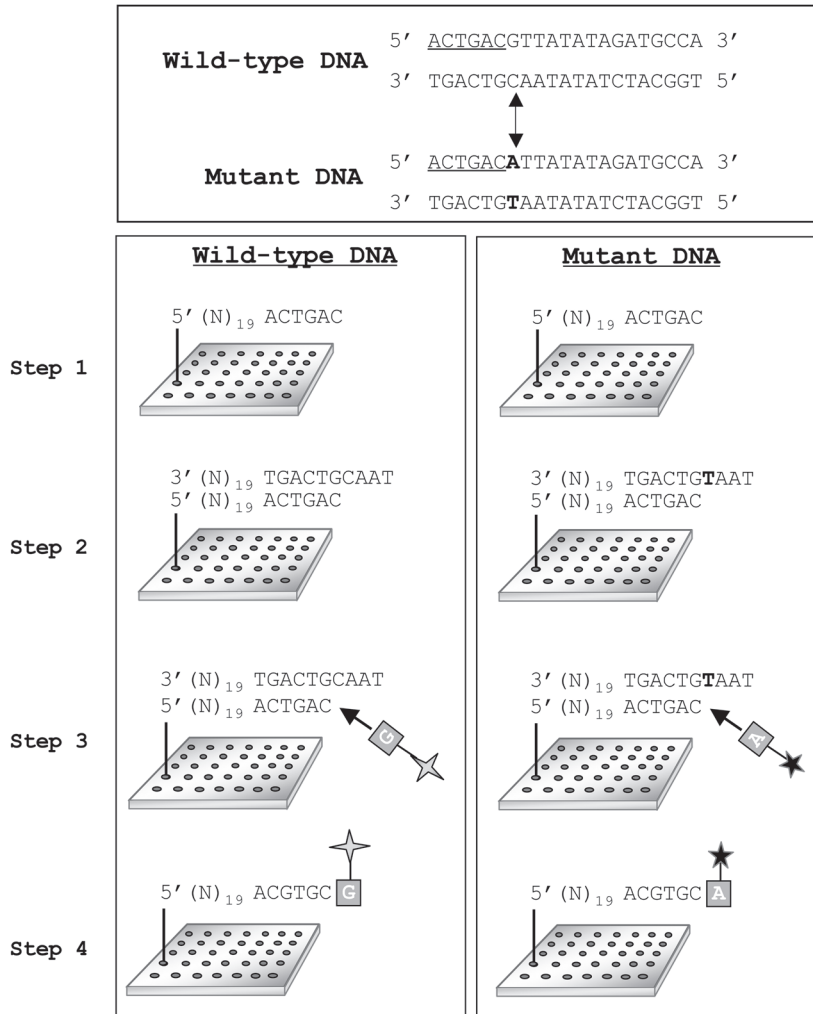 5’ ACTGACGTTATATAGATGCCA 3’
Wild-type DNA
3’ TGACTGCAATATATCTACGGT 5’
5’ ACTGACATTATATAGATGCCA 3’
Mutant DNA
3’ TGACTGTAATATATCTACGGT 5’
Wild-type DNA
Mutant DNA
Step 1
5’ (N)19 ACTGAC
5’ (N)19 ACTGAC
Step 2
3’ (N)19 TGACTGCAAT
5’ (N)19 ACTGAC
3’ (N)19 TGACTGTAAT
5’ (N)19 ACTGAC
Step 3
3’ (N)19 TGACTGCAAT
5’ (N)19 ACTGAC
G
3’ (N)19 TGACTGTAAT
5’ (N)19 ACTGAC
A
Step 4
5’ (N)19 ACGTGC G
5’ (N)19 ACGTGC A